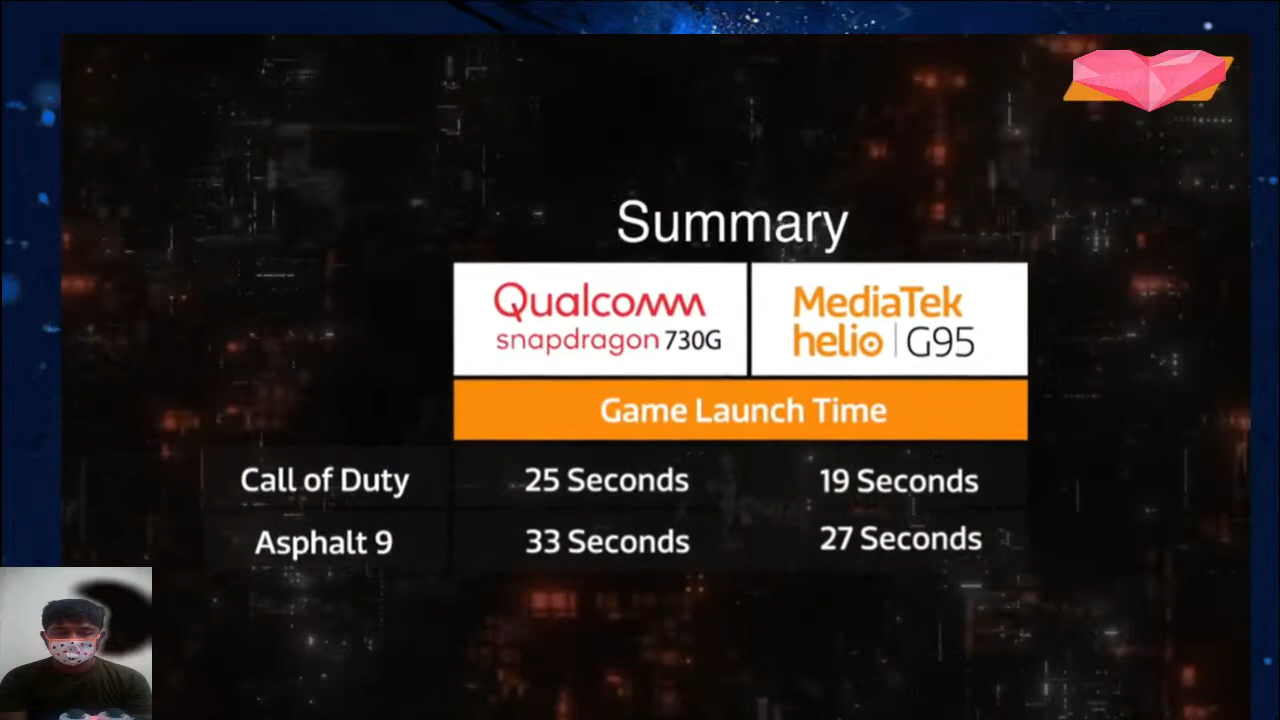 Summary
Qualcomm
snapdragon 730G
MediaTek
helio | G95
Game Launch Time
Call of Duty 25 Seconds 19 Seconds
Asphalt 9 33 Seconds 27 Seconds